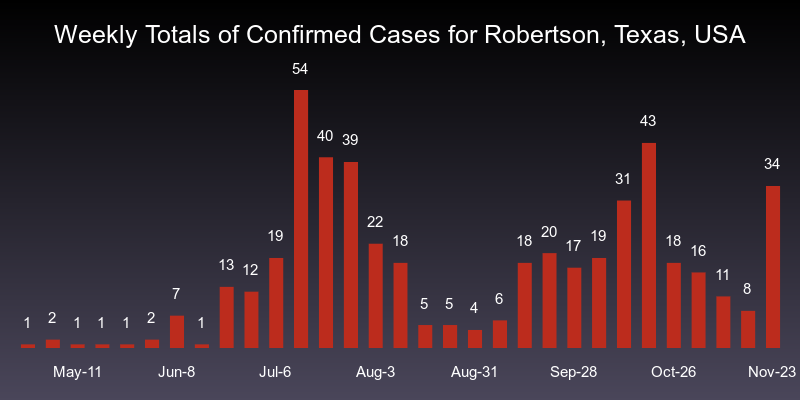 Weekly Totals of Confirmed Cases for Robertson, Texas, USA
1 2 1 1 1 2 7 1 13 12 19 54 40 39 22 18 5 5 4 6 18 20 17 19 31 43 18 16 11 8 34
May-11 Jun-8 Jul-6 Aug-3 Aug-31 Sep-28 Oct-26 Nov-23